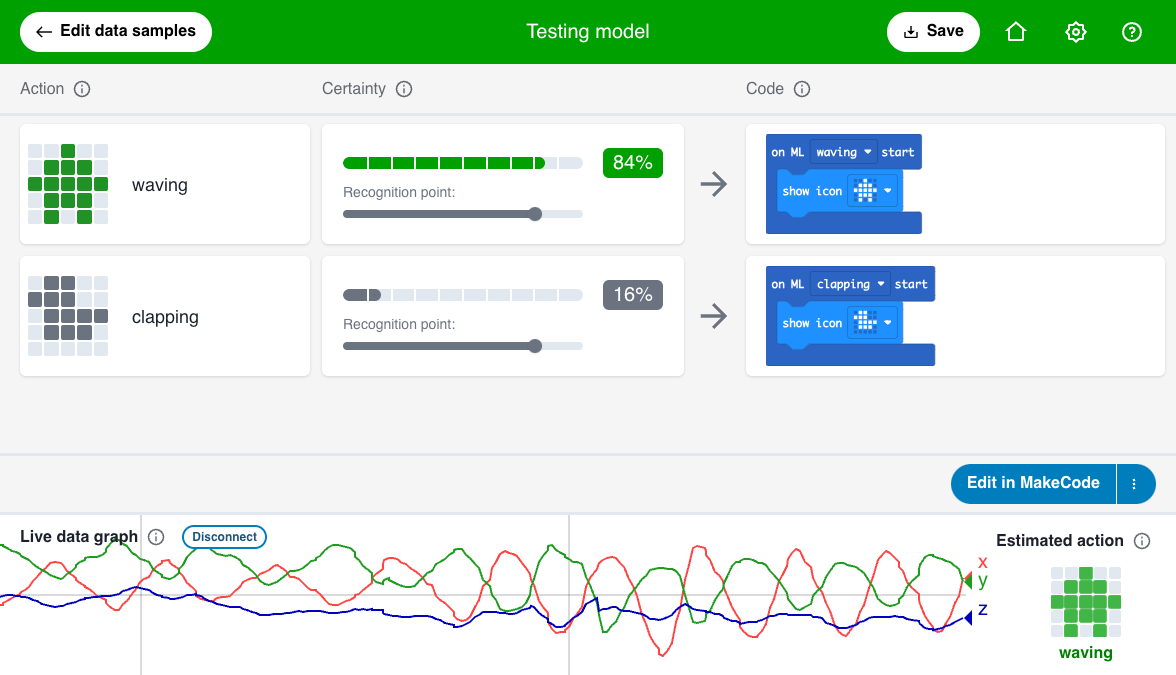 Edit data samples
Testing model
Save
Action
Certainty
Code
waving
84%
Recognition point:
on ML waving start
show icon
clapping
16%
Recognition point:
on ML clapping start
show icon
Edit in MakeCode
Live data graph
Disconnect
Estimated action
x
y
z
waving